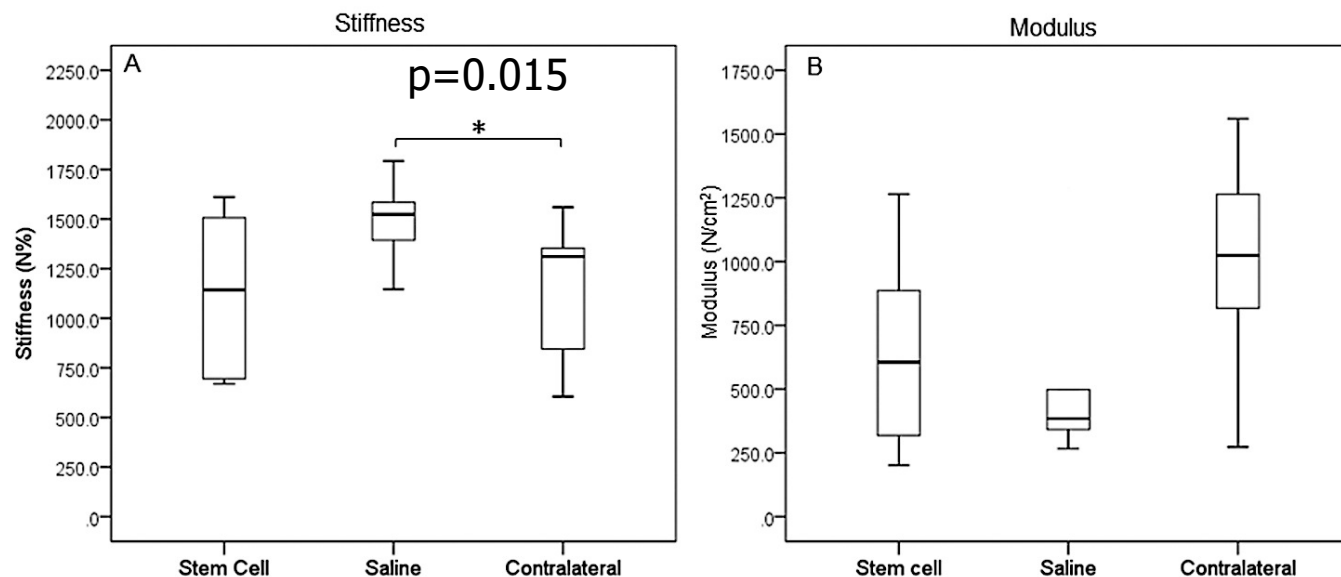 Stiffness
A
p=0.015
*
2250.0
2000.0
1750.0
1500.0
1250.0
1000.0
750.0
500.0
250.0
.0
Stiffness (N%)
Stem Cell Saline Contralateral
Modulus
B
1750.0
1500.0
1250.0
1000.0
750.0
500.0
250.0
.0
Modulus (N/cm²)
Stem cell Saline Contralateral